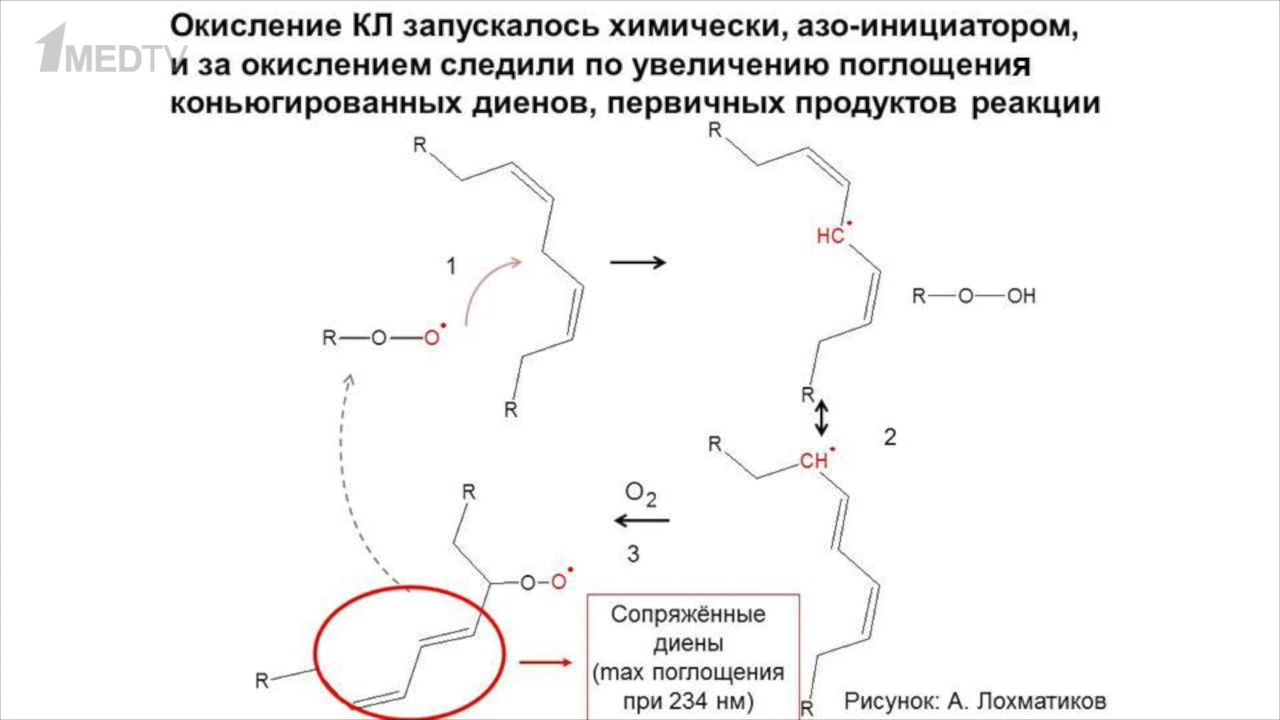 Окисление КЛ запускалось химически, азо-инициатором,
и за окислением следили по увеличению поглощения
коньюгированных диенов, первичных продуктов реакции
1MEDTV
R
R
HC•
1
R—O—OH
R—O—O•
R
R
2
R
CH•
R
O2
3
O–O•
Сопряжённые
диены
(max поглощения
при 234 нм)
R
R
Рисунок: А. Лохматиков